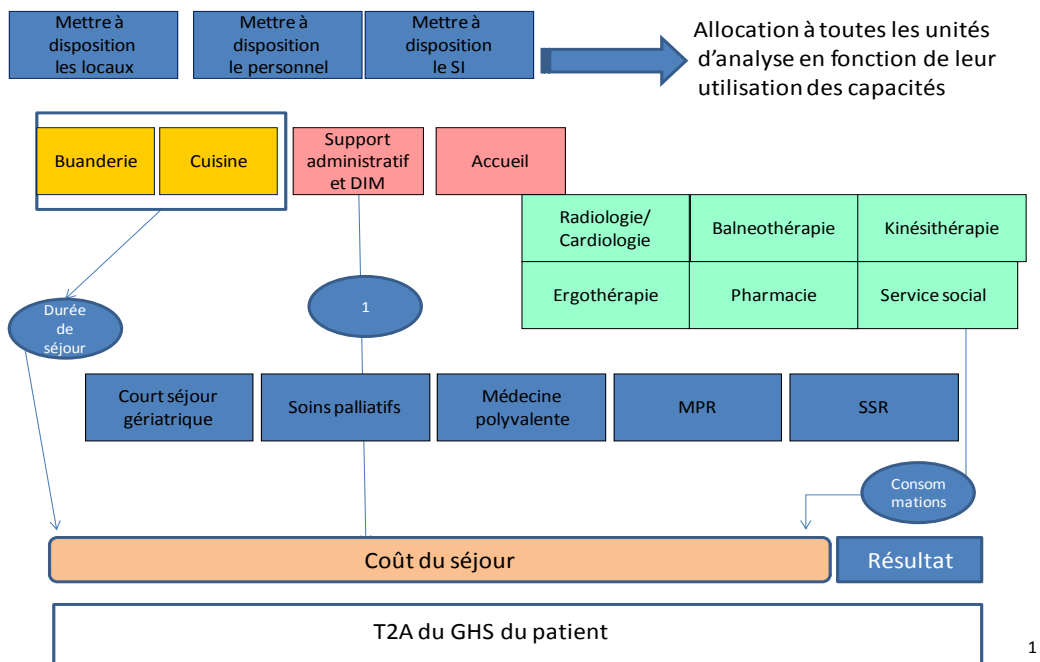 Mettre à
disposition
les locaux
Mettre à
disposition
le personnel
Mettre à
disposition
le SI
Allocation à toutes les unités
d'analyse en fonction de leur
utilisation des capacités
Buanderie
Cuisine
Support
administratif
et DIM
Accueil
Radiologie/
Cardiologie
Balneothérapie
Kinésithérapie
Ergothérapie
Pharmacie
Service social
Durée
de
séjour
1
Court séjour
gériatrique
Soins palliatifs
Médecine
polyvalente
MPR
SSR
Consom
mations
Coût du séjour
Résultat
T2A du GHS du patient
1